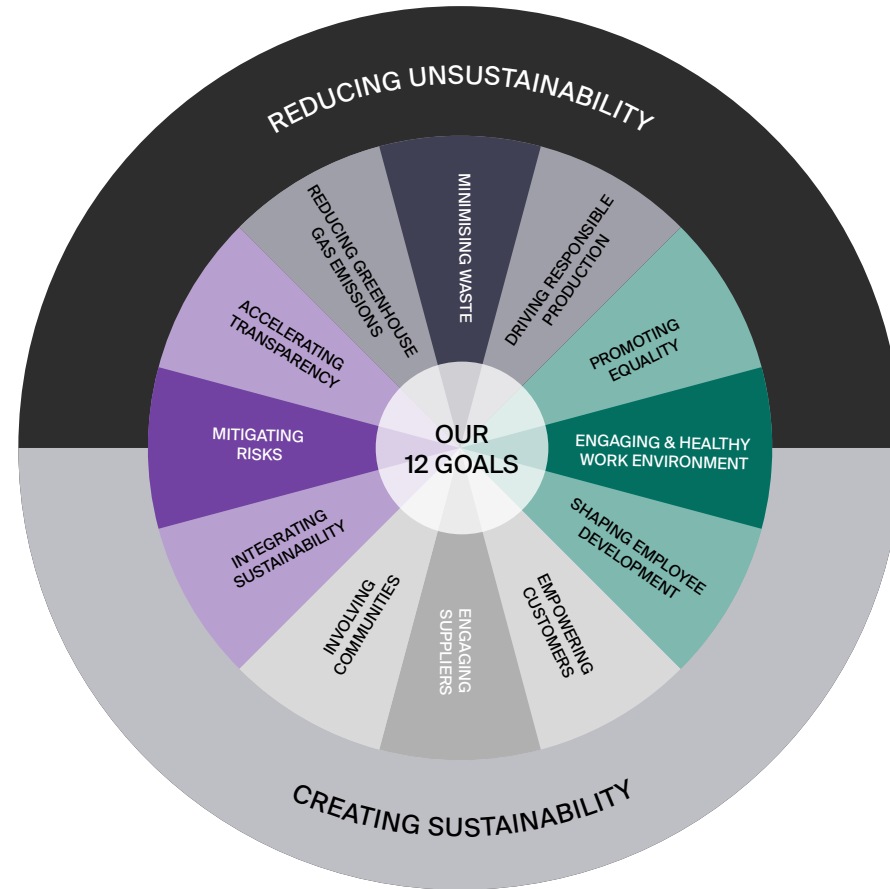 REDUCING UNSUSTAINABILITY
MINIMISING WASTE
DRIVING RESPONSIBLE
PRODUCTION
PROMOTING
EQUALITY
ENGAGING & HEALTHY
WORK ENVIRONMENT
SHAPING EMPLOYEE
DEVELOPMENT
EMPOWERING
CUSTOMERS
ENGAGING
SUPPLIERS
INVOLVING
COMMUNITIES
INTEGRATING
SUSTAINABILITY
MITIGATING
RISKS
ACCELERATING
TRANSPARENCY
REDUCING GREENHOUSE
GAS EMISSIONS
OUR
12 GOALS
CREATING SUSTAINABILITY